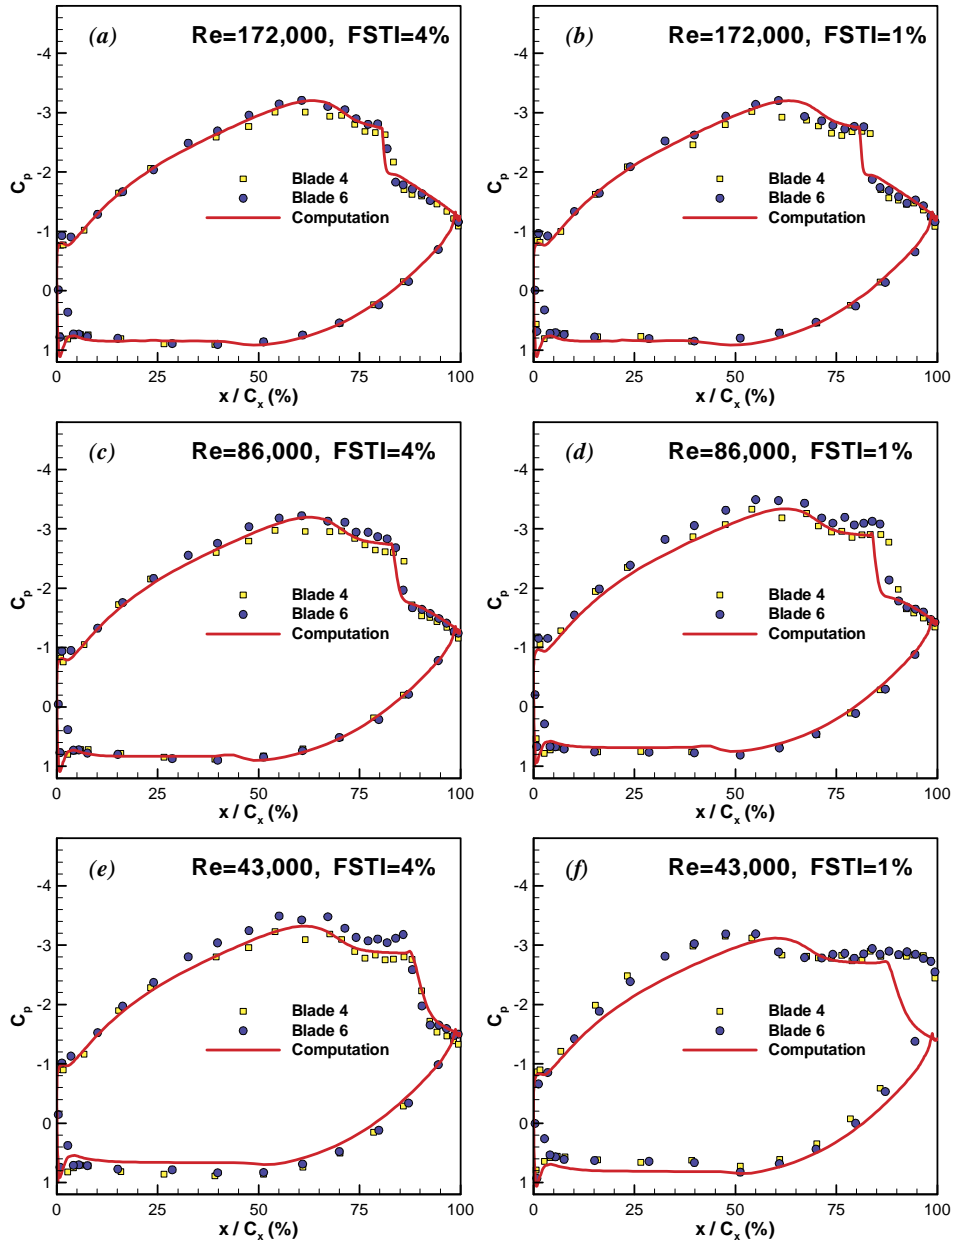 (a) Re=172,000, FSTI=4%
-4
-3
-2
-1
0
1
Cp
Blade 4
Blade 6
Computation
0 25 50 75 100
x / Cx (%)
(b) Re=172,000, FSTI=1%
-4
-3
-2
-1
0
1
Cp
Blade 4
Blade 6
Computation
0 25 50 75 100
x / Cx (%)
(c) Re=86,000, FSTI=4%
-4
-3
-2
-1
0
1
Cp
Blade 4
Blade 6
Computation
0 25 50 75 100
x / Cx (%)
(d) Re=86,000, FSTI=1%
-4
-3
-2
-1
0
1
Cp
Blade 4
Blade 6
Computation
0 25 50 75 100
x / Cx (%)
(e) Re=43,000, FSTI=4%
-4
-3
-2
-1
0
1
Cp
Blade 4
Blade 6
Computation
0 25 50 75 100
x / Cx (%)
(f) Re=43,000, FSTI=1%
-4
-3
-2
-1
0
1
Cp
Blade 4
Blade 6
Computation
0 25 50 75 100
x / Cx (%)